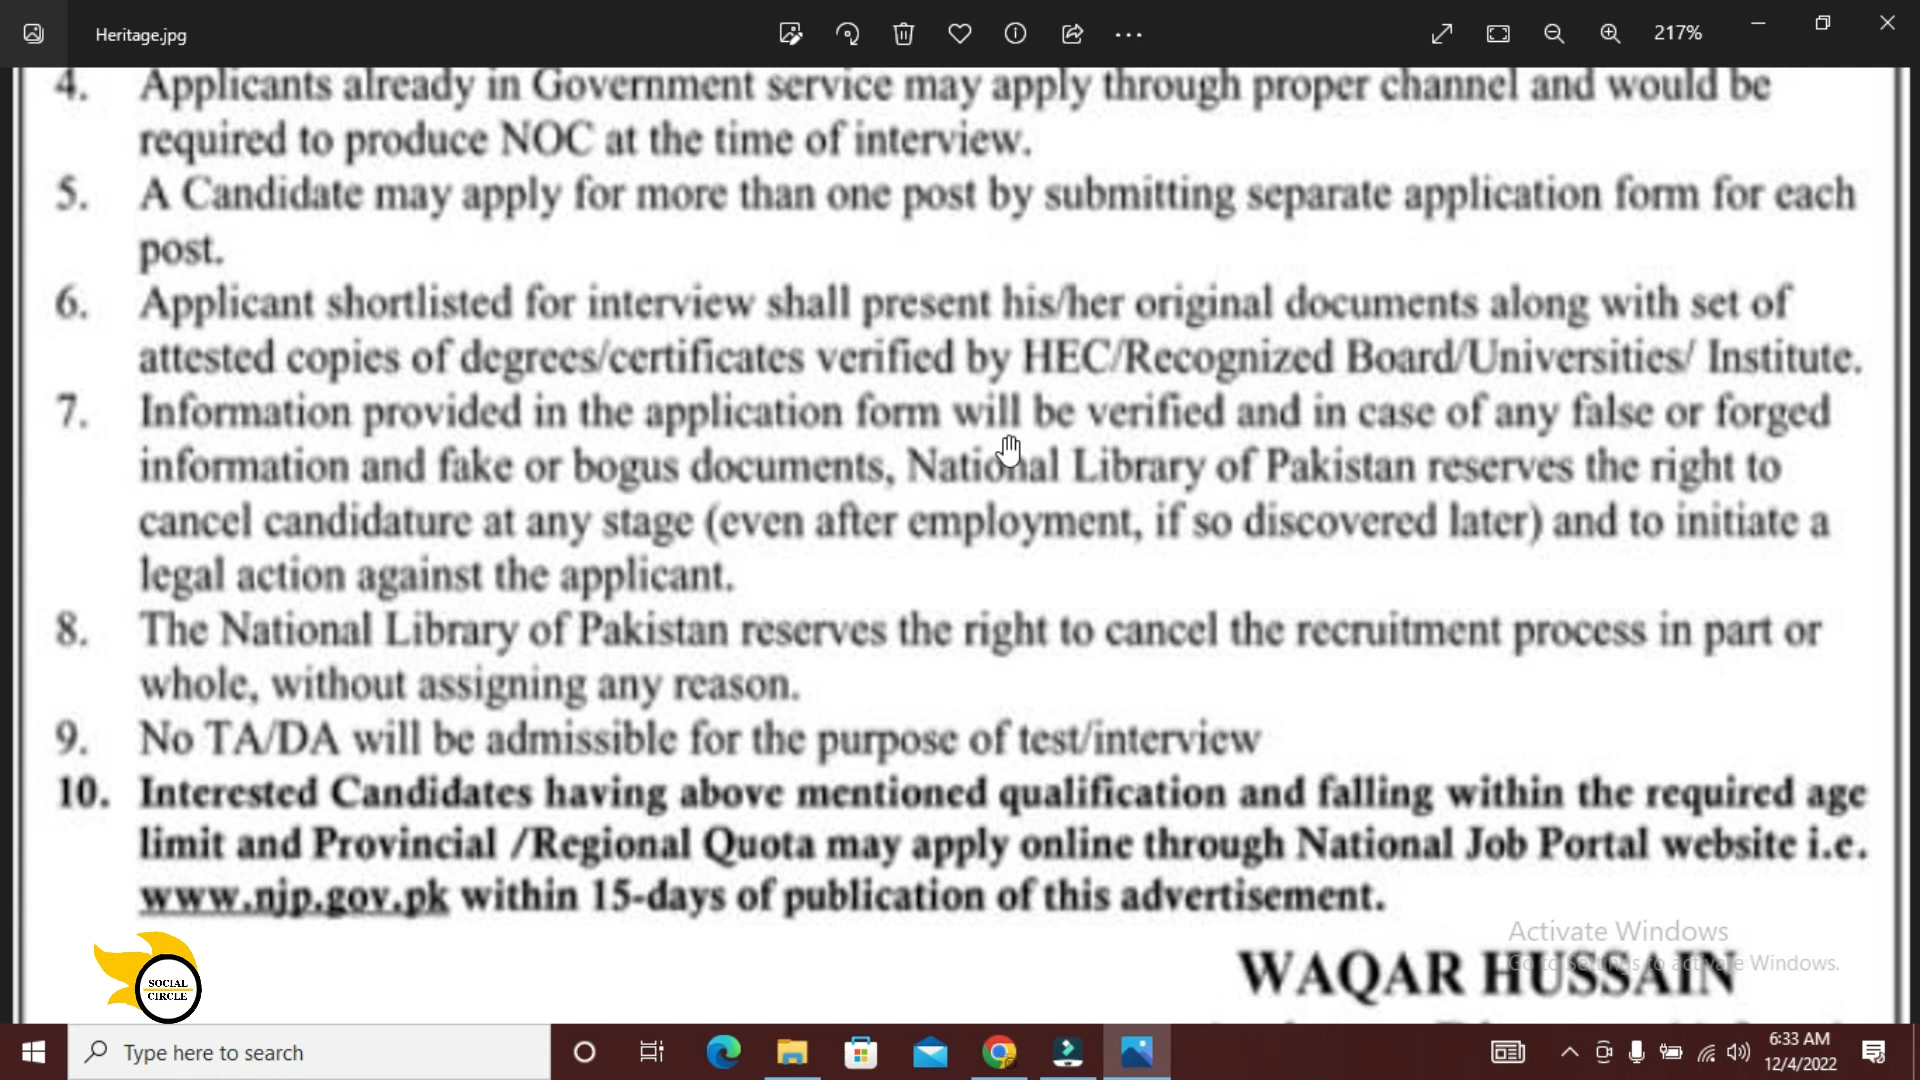 Heritage.jpg
217%
4. Applicants already in Government service may apply through proper channel and would be
required to produce NOC at the time of interview.
5. A Candidate may apply for more than one post by submitting separate application form for each
post.
6. Applicant shortlisted for interview shall present his/her original documents along with set of
attested copies of degrees/certificates verified by HEC/Recognized Board/Universities/ Institute.
7. Information provided in the application form will be verified and in case of any false or forged
information and fake or bogus documents, National Library of Pakistan reserves the right to
cancel candidature at any stage (even after employment, if so discovered later) and to initiate a
legal action against the applicant.
8. The National Library of Pakistan reserves the right to cancel the recruitment process in part or
whole, without assigning any reason.
9. No TA/DA will be admissible for the purpose of test/interview
10. Interested Candidates having above mentioned qualification and falling within the required age
limit and Provincial /Regional Quota may apply online through National Job Portal website i.e.
www.njp.gov.pk within 15-days of publication of this advertisement.
Activate Windows
Go to Settings to activate Windows.
WAQAR HUSSAIN
SOCIAL
CIRCLE
Type here to search
6:33 AM
12/4/2022